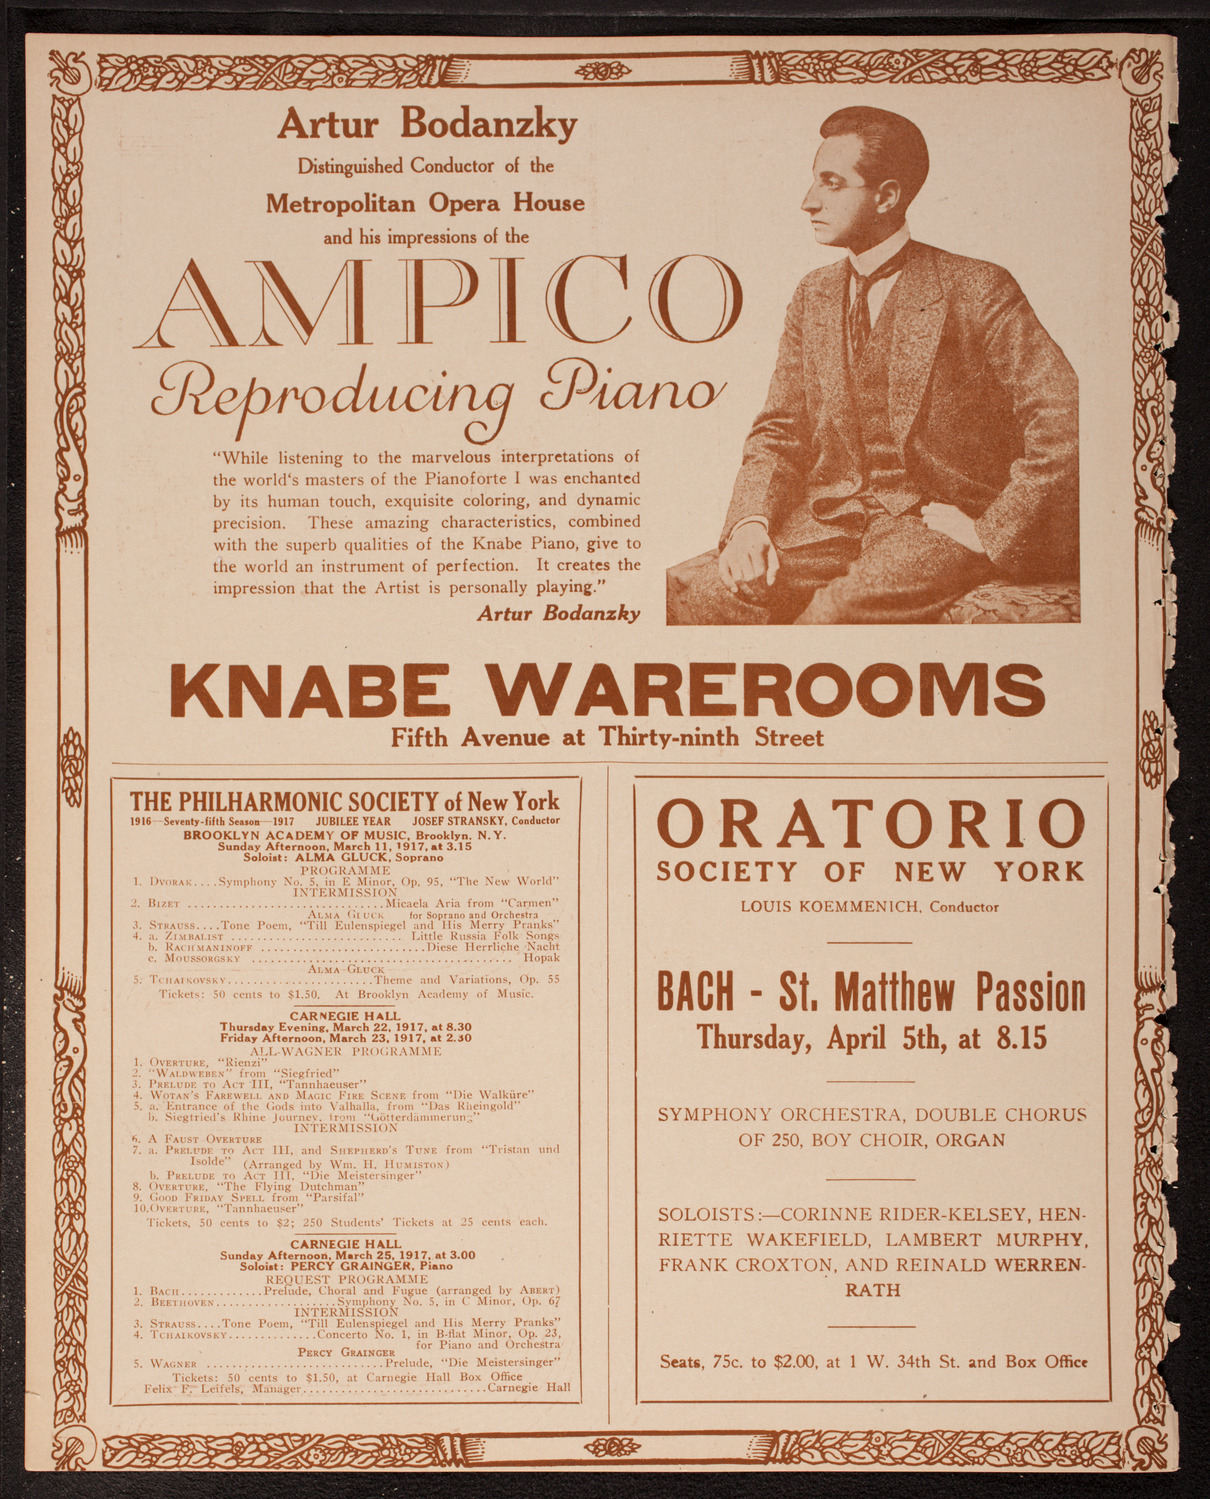 Artur Bodanzky
Distinguished Conductor of the
Metropolitan Opera House
and his impressions of the
AMPICO
Reproducing Piano
“While listening to the marvelous interpretations of
the world‘s masters of the Pianoforte I was enchanted
by its human touch, exquisite coloring, and dynamic
precision. These amazing characteristics, combined
with the superb qualities of the Knabe Piano, give to
the world an instrument of perfection. It creates the
impression that the Artist is personally playing.”
Artur Bodanzky
KNABE WAREROOMS
Fifth Avenue at Thirty-ninth Street
THE PHILHARMONIC SOCIETY of New York
1916—Seventy-fifth Season—1917 JUBILEE YEAR JOSEF STRANSKY, Conductor
BROOKLYN ACADEMY OF MUSIC, Brooklyn, N. Y.
Sunday Afternoon, March 11, 1917, at 3.15
Soloist: ALMA GLUCK, Soprano
PROGRAMME
1. DVORAK....Symphony No. 5, in E Minor, Op. 95, “The New World”
INTERMISSION
2. BIZET ..............................Micaela Aria from “Carmen”
ALMA GLUCK for Soprano and Orchestra
3. STRAUSS....Tone Poem, “Till Eulenspiegel and His Merry Pranks”
4. a. ZIMBALIST .......................... Little Russia Folk Songs
b. RACHMANINOFF .........................Diese Herrliche Nacht
c. MOUSSORGSKY ....................................... Hopak
ALMA GLUCK
5. TCHAIKOVSKY......................Theme and Variations, Op. 55
Tickets: 50 cents to $1.50. At Brooklyn Academy of Music.
CARNEGIE HALL
Thursday Evening, March 22, 1917, at 8.30
Friday Afternoon, March 23, 1917, at 2.30
ALL-WAGNER PROGRAMME
1. OVERTURE, “Rienzi”
2. “WALDWEBEN” from “Siegfried”
3. PRELUDE TO ACT III, “Tannhaeuser”
4. WOTAN'S FAREWELL AND MAGIC FIRE SCENE from “Die Walküre”
5. a. Entrance of the Gods into Valhalla, from “Das Rheingold”
b. Siegfried's Rhine Journey, from “Götterdämmerung”
INTERMISSION
6. A FAUST OVERTURE
7. a. PRELUDE TO ACT III, and SHEPHERD'S TUNE from “Tristan und
Isolde” (Arranged by Wm. H. HUMISTON)
b. PRELUDE TO ACT III, “Die Meistersinger”
8. OVERTURE, “The Flying Dutchman”
9. GOOD FRIDAY SPELL from “Parsifal”
10.OVERTURE, “Tannhaeuser”
Tickets, 50 cents to $2; 250 Students' Tickets at 25 cents each.
CARNEGIE HALL
Sunday Afternoon, March 25, 1917, at 3.00
Soloist: PERCY GRAINGER, Piano
REQUEST PROGRAMME
1. BACH............Prelude, Choral and Fugue (arranged by ABERT)
2. BEETHOVEN..................Symphony No. 5, in C Minor, Op. 67
INTERMISSION
3. STRAUSS....Tone Poem, “Till Eulenspiegel and His Merry Pranks”
4. TCHAIKOVSKY..............Concerto No. 1, in B-flat Minor, Op. 23,
for Piano and Orchestra
PERCY GRAINGER
5. WAGNER ...........................Prelude, “Die Meistersinger”
Tickets: 50 cents to $1.50, at Carnegie Hall Box Office
Felix F. Leifels, Manager...........................Carnegie Hall
ORATORIO
SOCIETY OF NEW YORK
LOUIS KOEMMENICH, Conductor
BACH - St. Matthew Passion
Thursday, April 5th, at 8.15
SYMPHONY ORCHESTRA, DOUBLE CHORUS
OF 250, BOY CHOIR, ORGAN
SOLOISTS:—CORINNE RIDER-KELSEY, HEN-
RIETTE WAKEFIELD, LAMBERT MURPHY,
FRANK CROXTON, AND REINALD WERREN-
RATH
Seats, 75c. to $2.00, at 1 W. 34th St. and Box Office